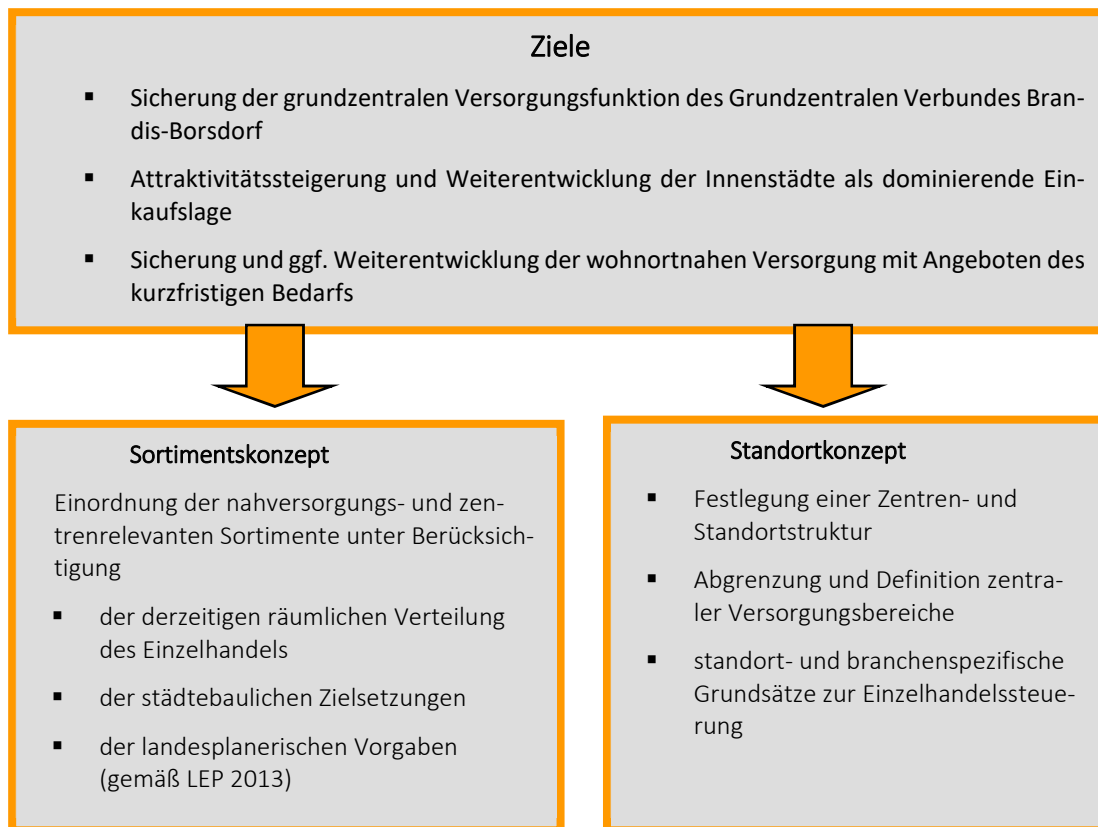 Ziele
▪ Sicherung der grundzentralen Versorgungsfunktion des Grundzentralen Verbundes Bran-
dis-Borsdorf
▪ Attraktivitätssteigerung und Weiterentwicklung der Innenstädte als dominierende Ein-
kaufslage
▪ Sicherung und ggf. Weiterentwicklung der wohnortnahen Versorgung mit Angeboten des
kurzfristigen Bedarfs
Sortimentskonzept
Einordnung der nahversorgungs- und zen-
trenrelevanten Sortimente unter Berücksich-
tigung
▪ der derzeitigen räumlichen Verteilung
des Einzelhandels
▪ der städtebaulichen Zielsetzungen
▪ der landesplanerischen Vorgaben
(gemäß LEP 2013)
Standortkonzept
▪ Festlegung einer Zentren- und
Standortstruktur
▪ Abgrenzung und Definition zentra-
ler Versorgungsbereiche
▪ standort- und branchenspezifische
Grundsätze zur Einzelhandelssteue-
rung